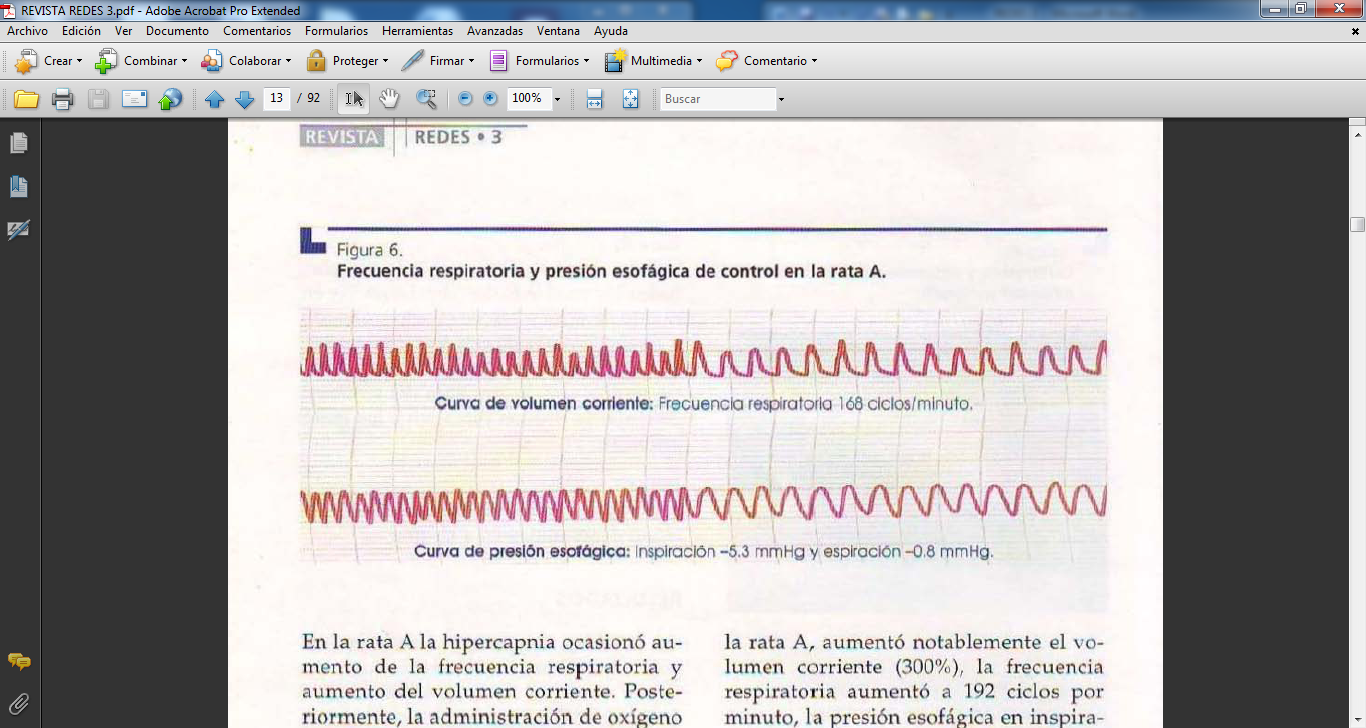 REVISTA REDES 3.pdf - Adobe Acrobat Pro Extended
Archivo Edición Ver Documento Comentarios Formularios Herramientas Avanzadas Ventana Ayuda
Crear Combinar Colaborar Proteger Firmar Formularios Multimedia Comentario
13 / 92 100% Buscar
REVISTA REDES • 3
Figura 6.
Frecuencia respiratoria y presión esofágica de control en la rata A.
Curva de volumen corriente: Frecuencia respiratoria 168 ciclos/minuto.
Curva de presión esofágica: Inspiración –5.3 mmHg y espiración –0.8 mmHg.
En la rata A la hipercapnia ocasionó au-
mento de la frecuencia respiratoria y
aumento del volumen corriente. Poste-
riormente, la administración de oxígeno
la rata A, aumentó notablemente el vo-
lumen corriente (300%), la frecuencia
respiratoria aumentó a 192 ciclos por
minuto, la presión esofágica en inspira-